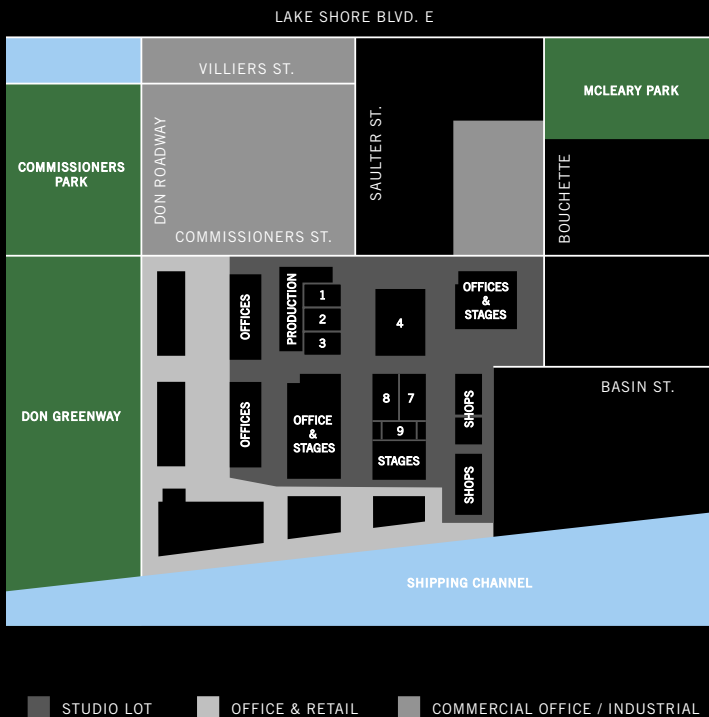 LAKE SHORE BLVD. E
VILLIERS ST.
MCLEARY PARK
SAULTER ST.
DON ROADWAY
COMMISSIONERS
PARK
BOUCHETTE
COMMISSIONERS ST.
OFFICES
PRODUCTION
1
2
3
4
OFFICES
&
STAGES
BASIN ST.
DON GREENWAY
OFFICES
OFFICE
&
STAGES
8
7
9
STAGES
SHOPS
SHOPS
SHIPPING CHANNEL
STUDIO LOT
OFFICE & RETAIL
COMMERCIAL OFFICE / INDUSTRIAL